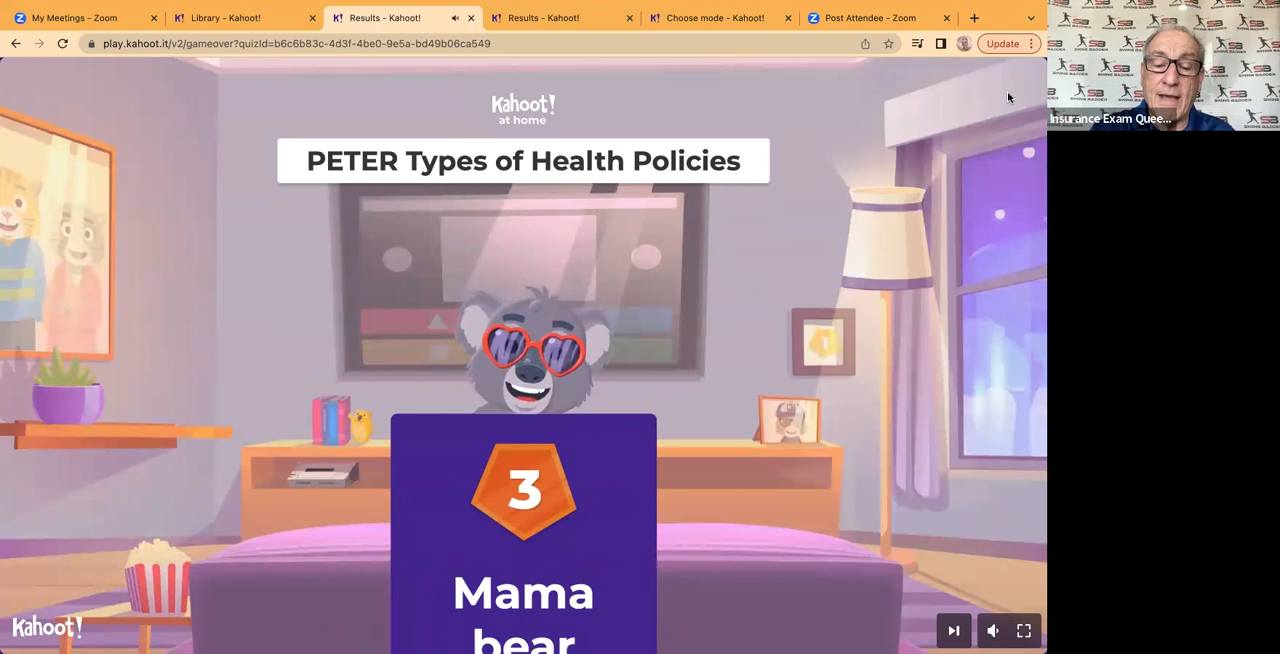 My Meetings - Zoom
Library - Kahoot!
Results - Kahoot!
Results - Kahoot!
Choose mode - Kahoot!
Post Attendee - Zoom
play.kahoot.it/v2/gameover?quizId=b6c6b83c-4d3f-4be0-9e5a-bd49b06ca549
Update
SB
Insurance Exam Quee...
Kahoot!
at home
PETER Types of Health Policies
1
3
Mama
bear
Kahoot!